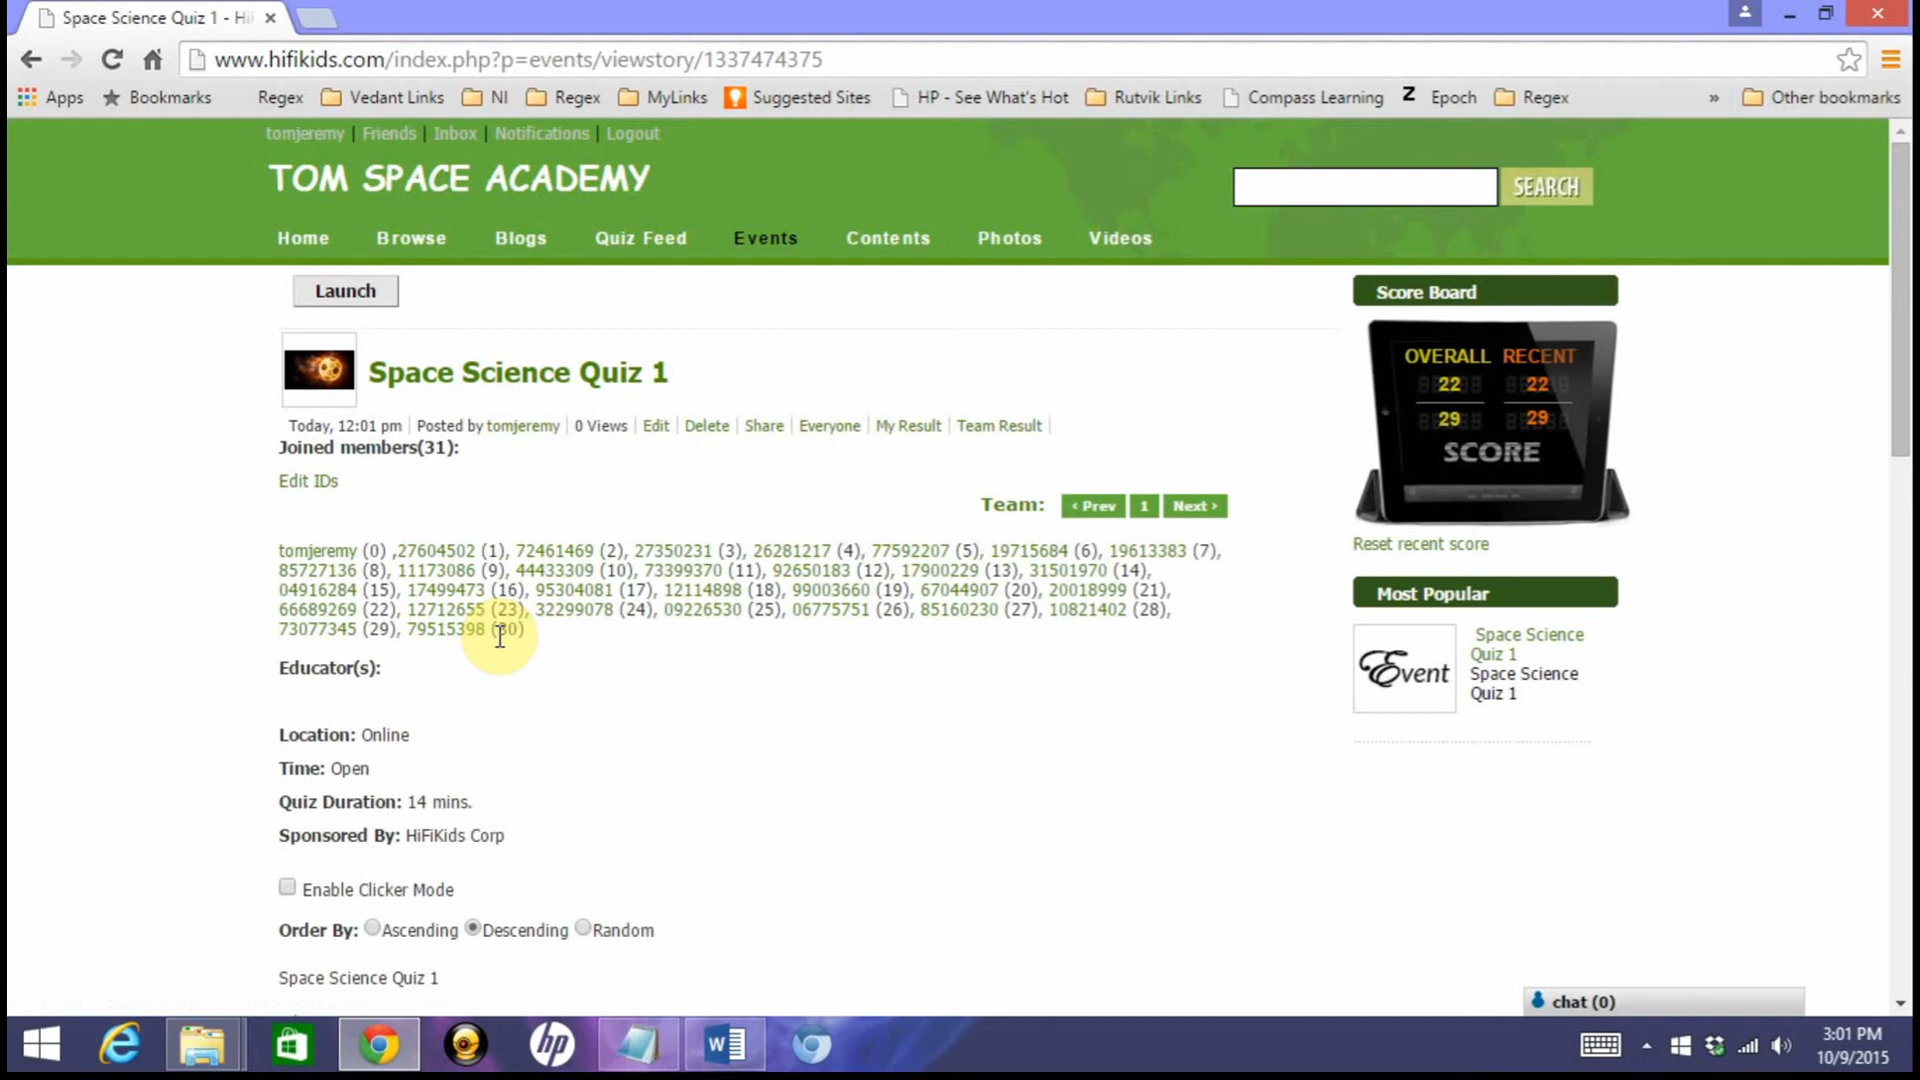 Space Science Quiz 1 - Hi
www.hifikids.com/index.php?p=events/viewstory/1337474375
Apps Bookmarks Regex Vedant Links NI Regex MyLinks Suggested Sites HP - See What's Hot Rutvik Links Compass Learning Z Epoch Regex » Other bookmarks
tomjeremy | Friends | Inbox | Notifications | Logout
TOM SPACE ACADEMY
SEARCH
Home Browse Blogs Quiz Feed Events Contents Photos Videos
Launch
Space Science Quiz 1
Today, 12:01 pm | Posted by tomjeremy | 0 Views | Edit | Delete | Share | Everyone | My Result | Team Result |
Joined members(31):
Edit IDs
Team: ‹ Prev 1 Next ›
tomjeremy (0) ,27604502 (1), 72461469 (2), 27350231 (3), 26281217 (4), 77592207 (5), 19715684 (6), 19613383 (7),
85727136 (8), 11173086 (9), 44433309 (10), 73399370 (11), 92650183 (12), 17900229 (13), 31501970 (14),
04916284 (15), 17499473 (16), 95304081 (17), 12114898 (18), 99003660 (19), 67044907 (20), 20018999 (21),
66689269 (22), 12712655 (23), 32299078 (24), 09226530 (25), 06775751 (26), 85160230 (27), 10821402 (28),
73077345 (29), 79515398 (30)
Educator(s):
Location: Online
Time: Open
Quiz Duration: 14 mins.
Sponsored By: HiFiKids Corp
Enable Clicker Mode
Order By: Ascending Descending Random
Space Science Quiz 1
Score Board
OVERALL RECENT
22 22
29 29
SCORE
Reset recent score
Most Popular
Event
Space Science
Quiz 1
Space Science
Quiz 1
chat (0)
hp
W
3:01 PM
10/9/2015